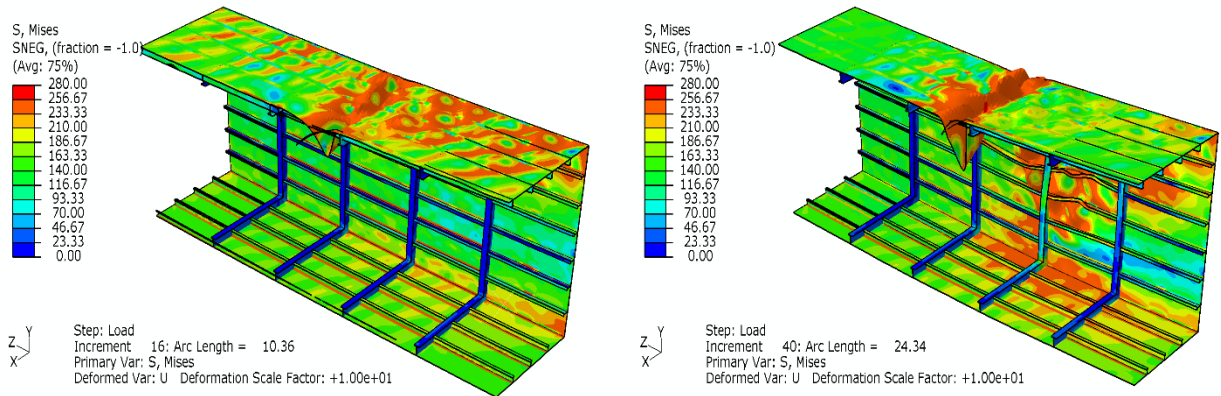 S, Mises
SNEG, (fraction = -1.0)
(Avg: 75%)
280.00
256.67
233.33
210.00
186.67
163.33
140.00
116.67
93.33
70.00
46.67
23.33
0.00
Y
Z
X
Step: Load
Increment 16: Arc Length = 10.36
Primary Var: S, Mises
Deformed Var: U Deformation Scale Factor: +1.00e+01
S, Mises
SNEG, (fraction = -1.0)
(Avg: 75%)
280.00
256.67
233.33
210.00
186.67
163.33
140.00
116.67
93.33
70.00
46.67
23.33
0.00
Y
Z
X
Step: Load
Increment 40: Arc Length = 24.34
Primary Var: S, Mises
Deformed Var: U Deformation Scale Factor: +1.00e+01